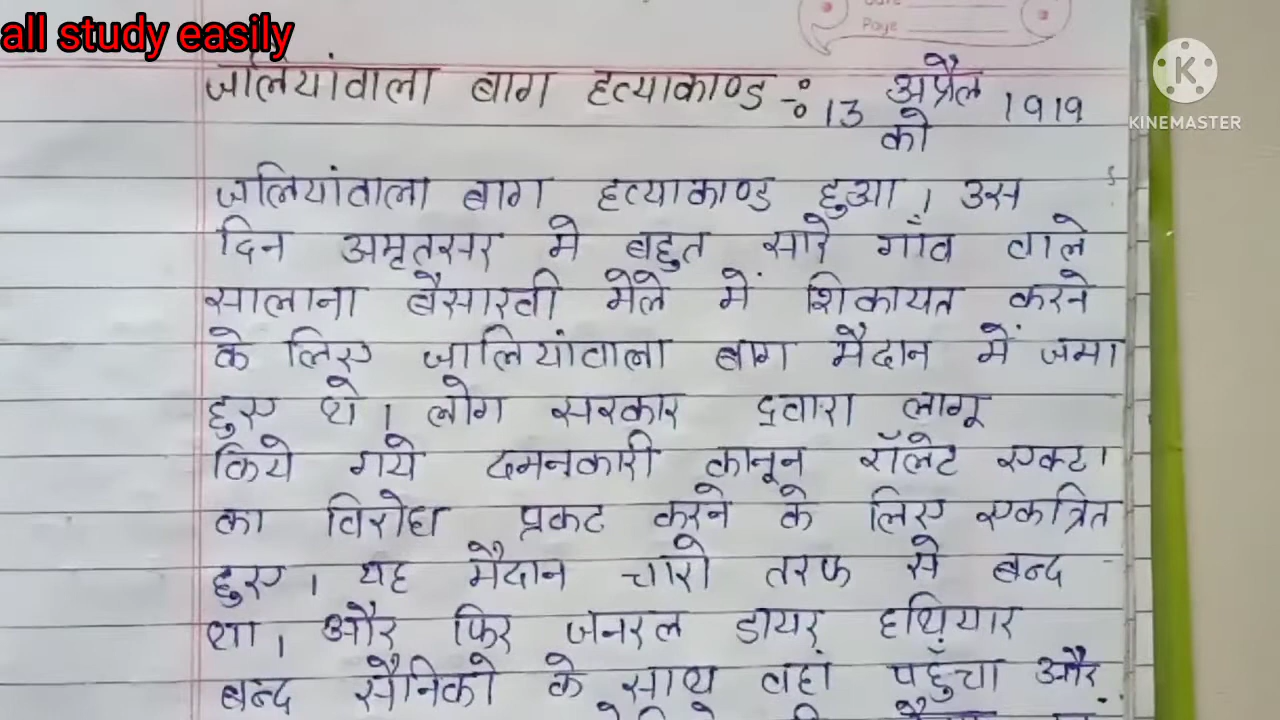 all study easily
Page
KINEMASTER
जलियांवाला बाग हत्याकाण्ड :- 13 अप्रैल 1919
को
जलियांवाला बाग हत्याकाण्ड हुआ। उस
दिन अमृतसर मे बहुत सारे गाँव वाले
सालाना बैसाखी मेले में शिकायत करने
के लिए जालियांवाला बाग मैदान में जमा
हुए थे। लोग सरकार द्वारा लागू
किये गये दमनकारी कानून रॉलेट एक्ट
का विरोध प्रकट करने के लिए एकत्रित
हुए। यह मैदान चारो तरफ से बन्द
था। और फिर जनरल डायर हथियार
बन्द सैनिको के साथ वहां पहुँचा और